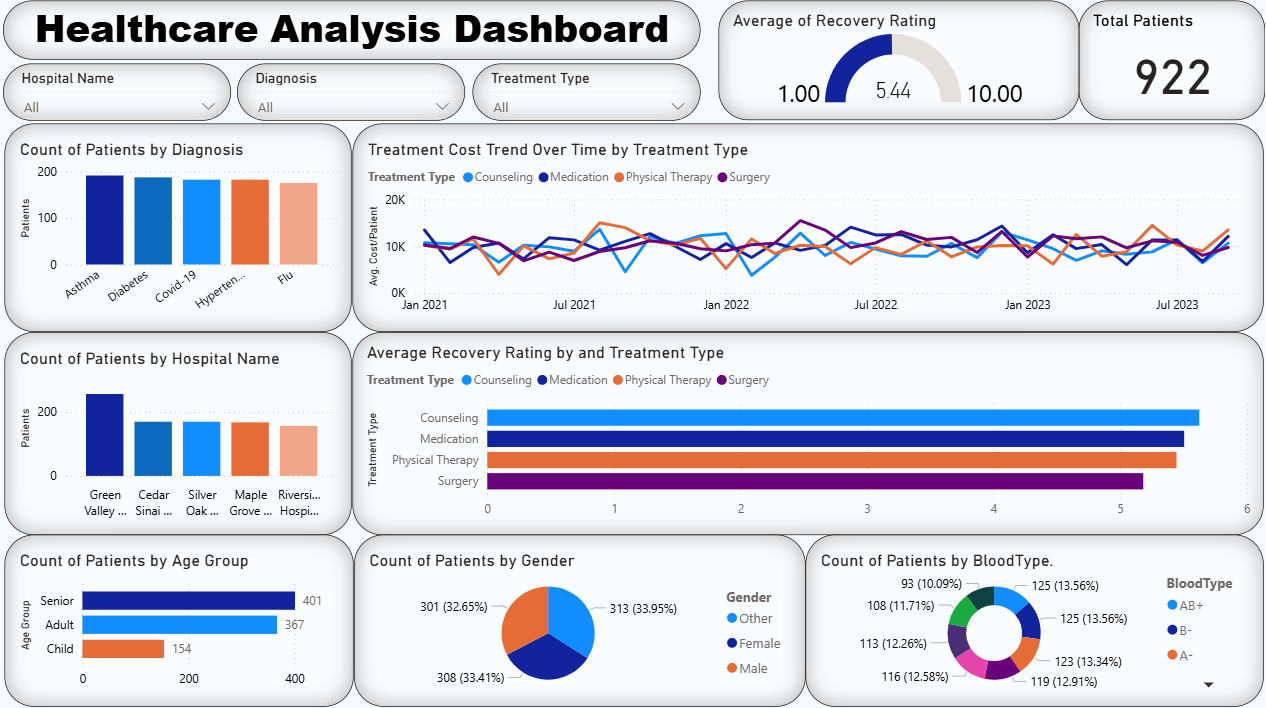 Healthcare Analysis Dashboard
Hospital Name
All
Diagnosis
All
Treatment Type
All
Average of Recovery Rating
1.00
5.44
10.00
Total Patients
922
Count of Patients by Diagnosis
Patients
200
100
0
Asthma
Diabetes
Covid-19
Hyperten...
Flu
Treatment Cost Trend Over Time by Treatment Type
Treatment Type Counseling Medication Physical Therapy Surgery
Avg. Cost/Patient
20K
10K
0K
Jan 2021 Jul 2021 Jan 2022 Jul 2022 Jan 2023 Jul 2023
Count of Patients by Hospital Name
Patients
200
0
Green Valley ...
Cedar Sinai ...
Silver Oak ...
Maple Grove ...
Riversi... Hospi...
Average Recovery Rating by and Treatment Type
Treatment Type Counseling Medication Physical Therapy Surgery
Treatment Type
Counseling
Medication
Physical Therapy
Surgery
0 1 2 3 4 5 6
Count of Patients by Age Group
Age Group
Senior 401
Adult 367
Child 154
0 200 400
Count of Patients by Gender
301 (32.65%)
313 (33.95%)
308 (33.41%)
Gender
Other
Female
Male
Count of Patients by BloodType.
93 (10.09%)
125 (13.56%)
108 (11.71%)
125 (13.56%)
113 (12.26%)
123 (13.34%)
116 (12.58%)
119 (12.91%)
BloodType
AB+
B-
A-